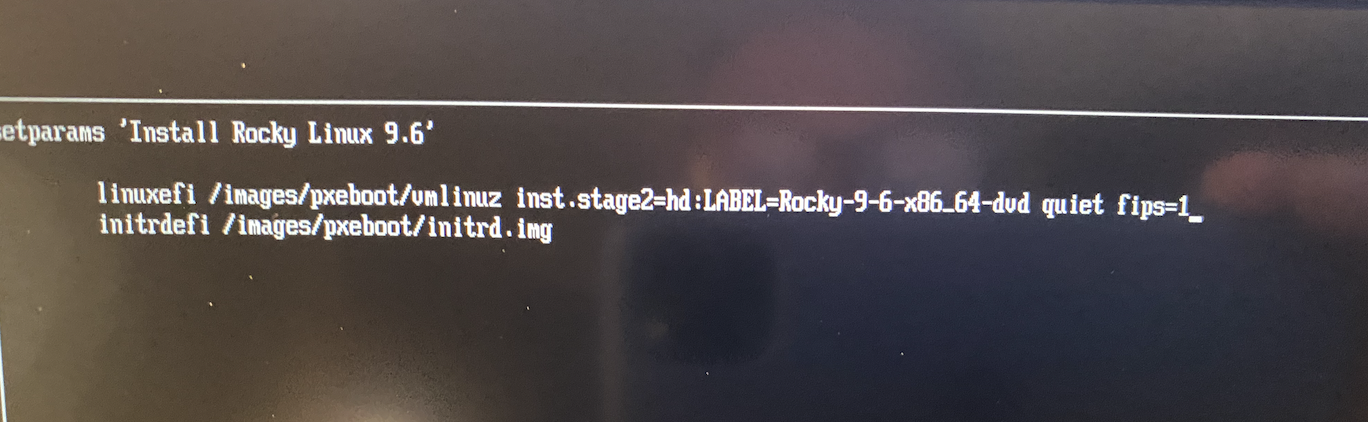 etparams 'Install Rocky Linux 9.6'
linuxefi /images/pxeboot/vmlinuz inst.stage2=hd:LABEL=Rocky-9-6-x86_64-dvd quiet fips=1_
initrdefi /images/pxeboot/initrd.img